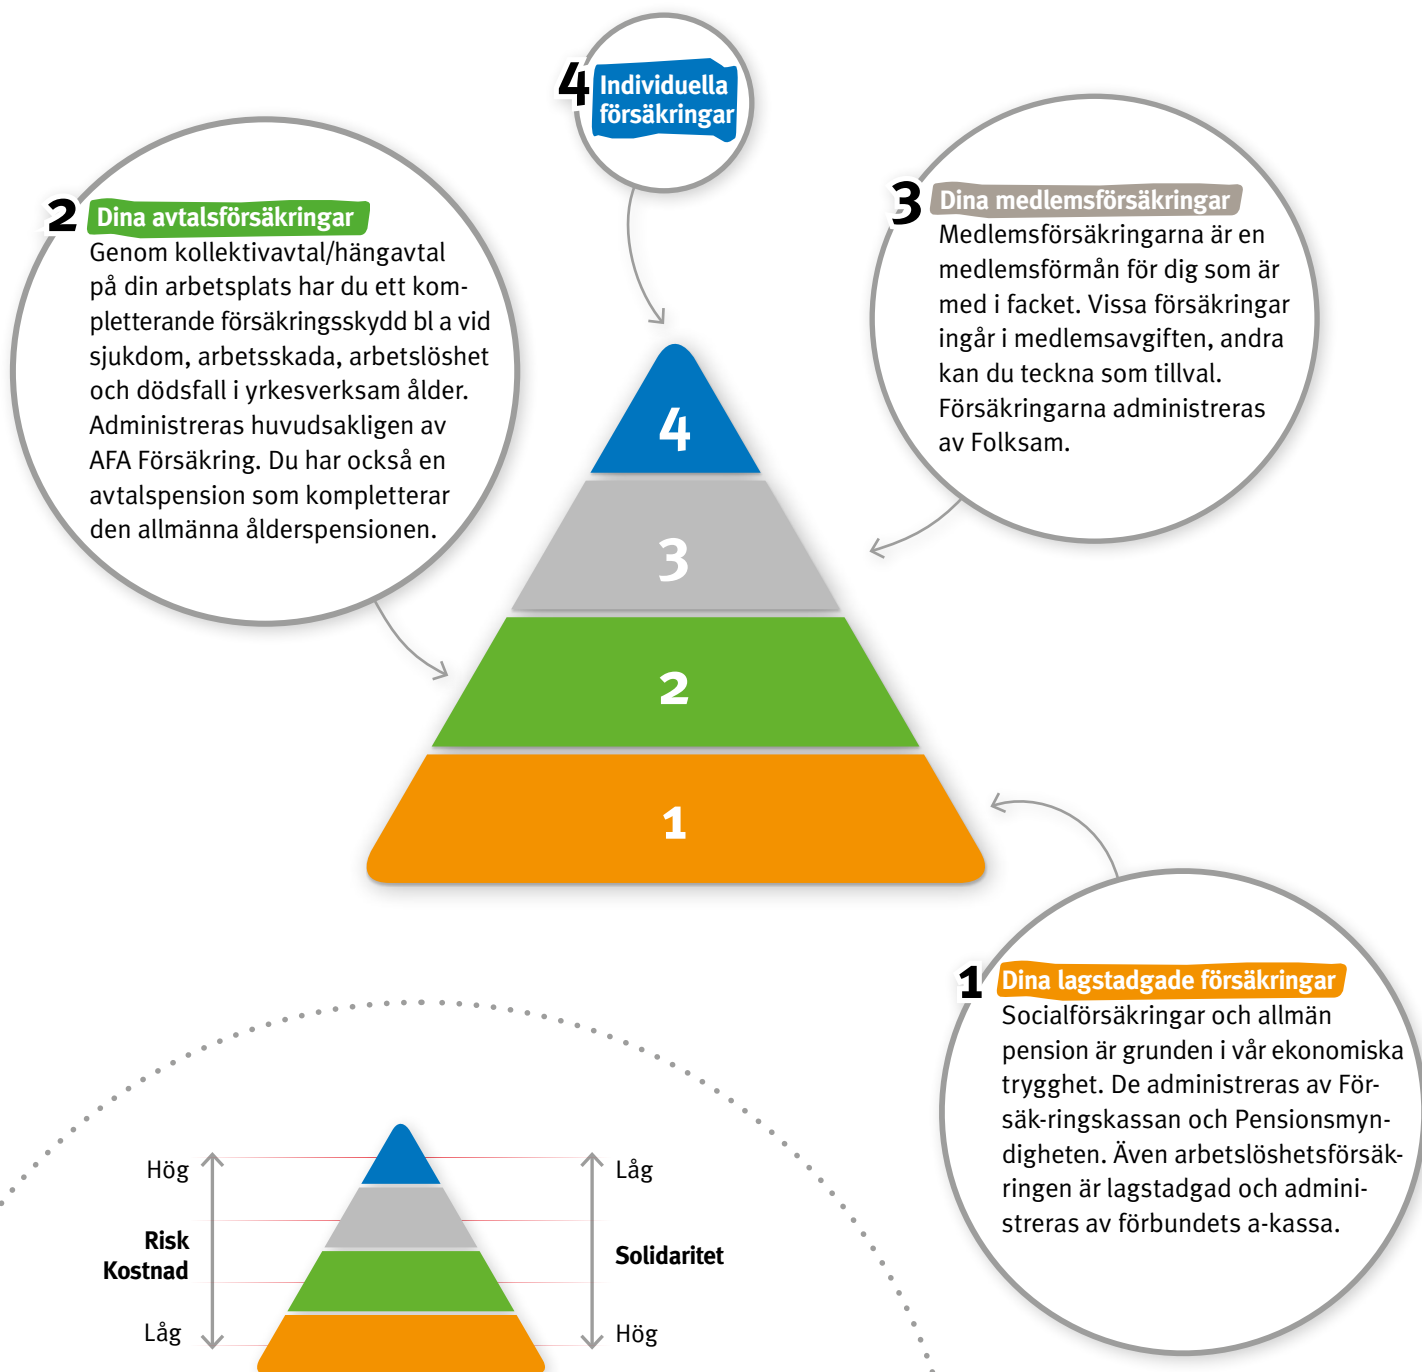 4 Individuella
försäkringar
2 Dina avtalsförsäkringar
Genom kollektivavtal/hängavtal
på din arbetsplats har du ett kom-
pletterande försäkringsskydd bl a vid
sjukdom, arbetsskada, arbetslöshet
och dödsfall i yrkesverksam ålder.
Administreras huvudsakligen av
AFA Försäkring. Du har också en
avtalspension som kompletterar
den allmänna ålderspensionen.
3 Dina medlemsförsäkringar
Medlemsförsäkringarna är en
medlemsförmån för dig som är
med i facket. Vissa försäkringar
ingår i medlemsavgiften, andra
kan du teckna som tillval.
Försäkringarna administreras
av Folksam.
4
3
2
1
1 Dina lagstadgade försäkringar
Socialförsäkringar och allmän
pension är grunden i vår ekonomiska
trygghet. De administreras av För-
säk-ringskassan och Pensionsmyn-
digheten. Även arbetslöshetsförsäk-
ringen är lagstadgad och admini-
streras av förbundets a-kassa.
Hög
Risk
Kostnad
Låg
Låg
Solidaritet
Hög